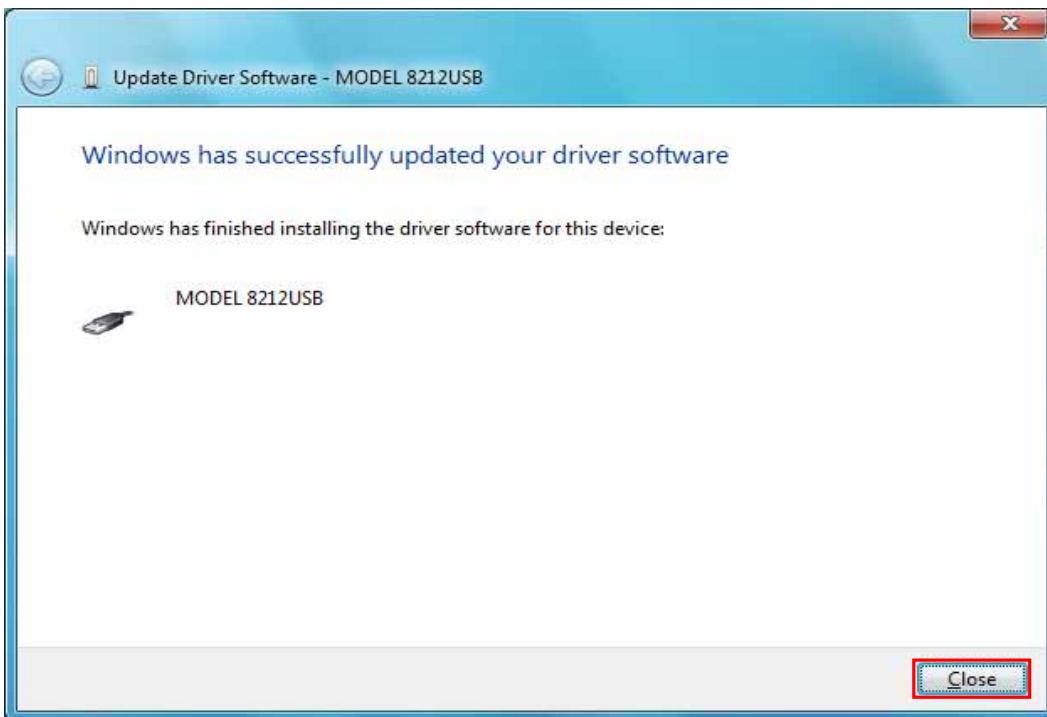 Update Driver Software - MODEL 8212USB
Windows has successfully updated your driver software
Windows has finished installing the driver software for this device:
MODEL 8212USB
Close